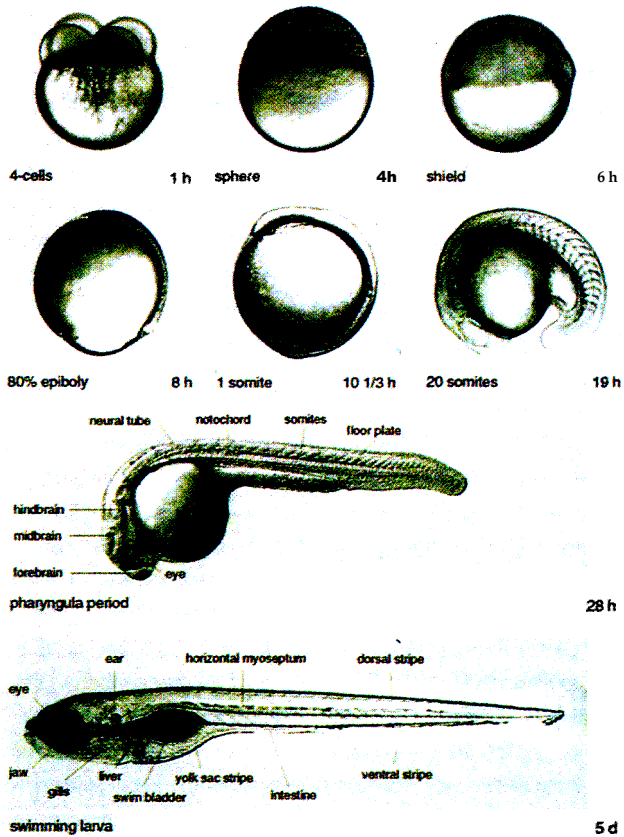 4-cells 1 h sphere 4h shield 6 h
80% epiboly 8 h 1 somite 10 1/3 h 20 somites 19 h
neural tube notochord somites floor plate
hindbrain
midbrain
forebrain eye
pharyngula period 28 h
ear horizontal myoseptum dorsal stripe
eye
jaw gills liver swim bladder yolk sac stripe intestine ventral stripe
swimming larva 5 d